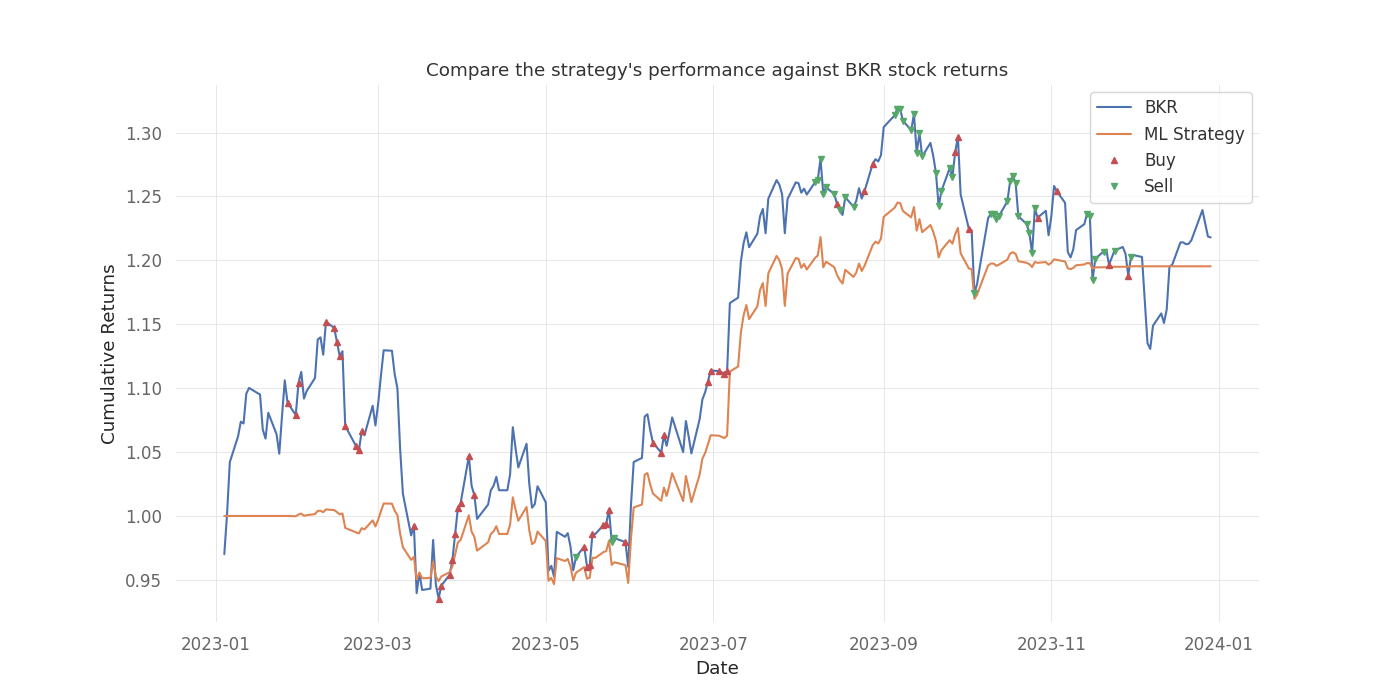 Compare the strategy's performance against BKR stock returns
BKR
ML Strategy
Buy
Sell
Cumulative Returns
1.30
1.25
1.20
1.15
1.10
1.05
1.00
0.95
2023-01
2023-03
2023-05
2023-07
2023-09
2023-11
2024-01
Date